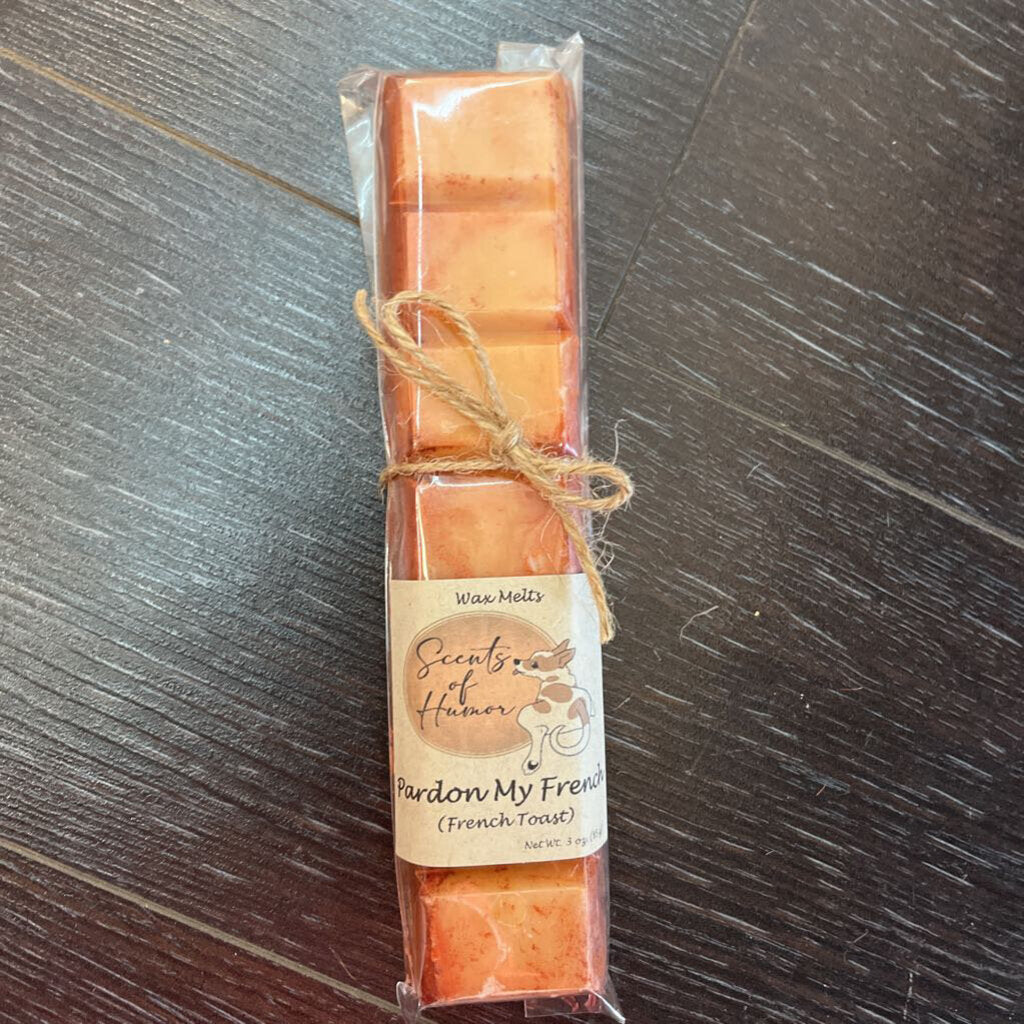 Wax Melts
Scents
of
Humor
Pardon My French
(French Toast)
Net Wt. 3 oz.